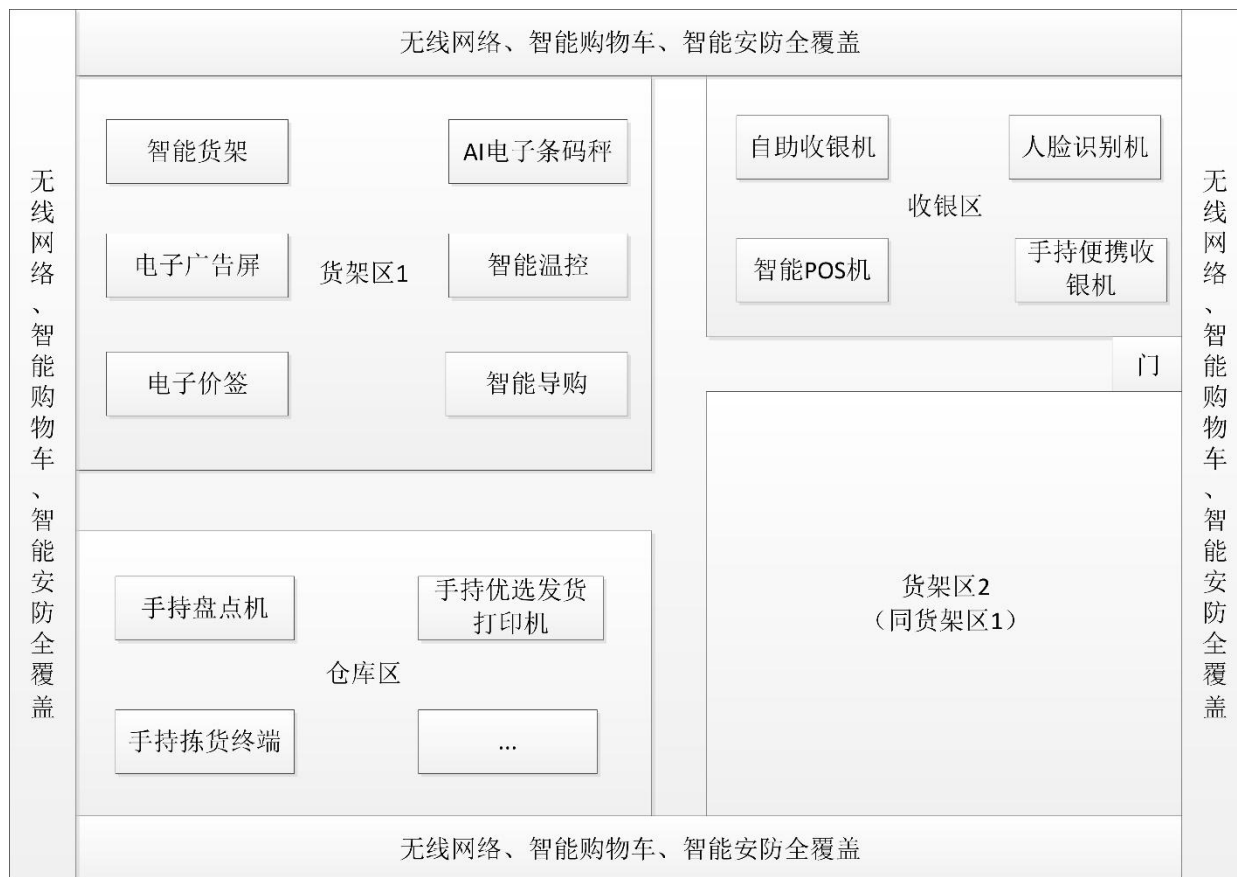 无线网络、智能购物车、智能安防全覆盖
无线网络、智能购物车、智能安防全覆盖
智能货架
AI电子条码秤
电子广告屏
货架区1
智能温控
电子价签
智能导购
自助收银机
人脸识别机
收银区
智能POS机
手持便携收
银机
门
手持盘点机
手持优选发货
打印机
仓库区
手持拣货终端
...
货架区2
（同货架区1）
无线网络、智能购物车、智能安防全覆盖
无线网络、智能购物车、智能安防全覆盖